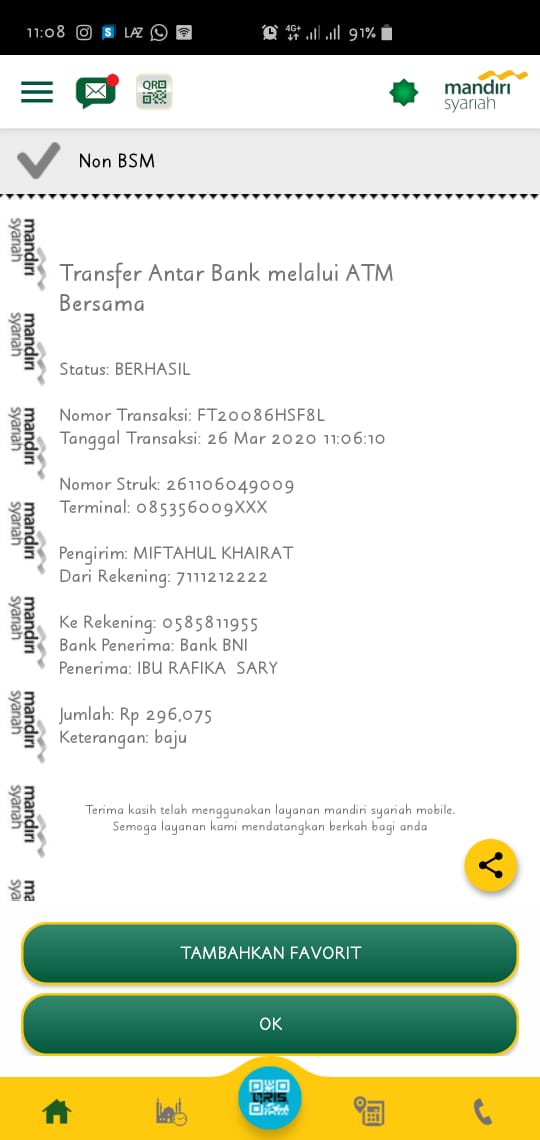 11:08 LAZ 4G+ 91%
QR
mandiri
syariah
Non BSM
mandiri syariah
mandiri syariah
mandiri syariah
mandiri syariah
mandiri syariah
mandiri syariah
mandiri syariah
Transfer Antar Bank melalui ATM
Bersama
Status: BERHASIL
Nomor Transaksi: FT20086HSF8L
Tanggal Transaksi: 26 Mar 2020 11:06:10
Nomor Struk: 261106049009
Terminal: 085356009XXX
Pengirim: MIFTAHUL KHAIRAT
Dari Rekening: 7111212222
Ke Rekening: 0585811955
Bank Penerima: Bank BNI
Penerima: IBU RAFIKA SARY
Jumlah: Rp 296,075
Keterangan: baju
Terima kasih telah menggunakan layanan mandiri syariah mobile.
Semoga layanan kami mendatangkan berkah bagi anda
TAMBAHKAN FAVORIT
OK
QRIS